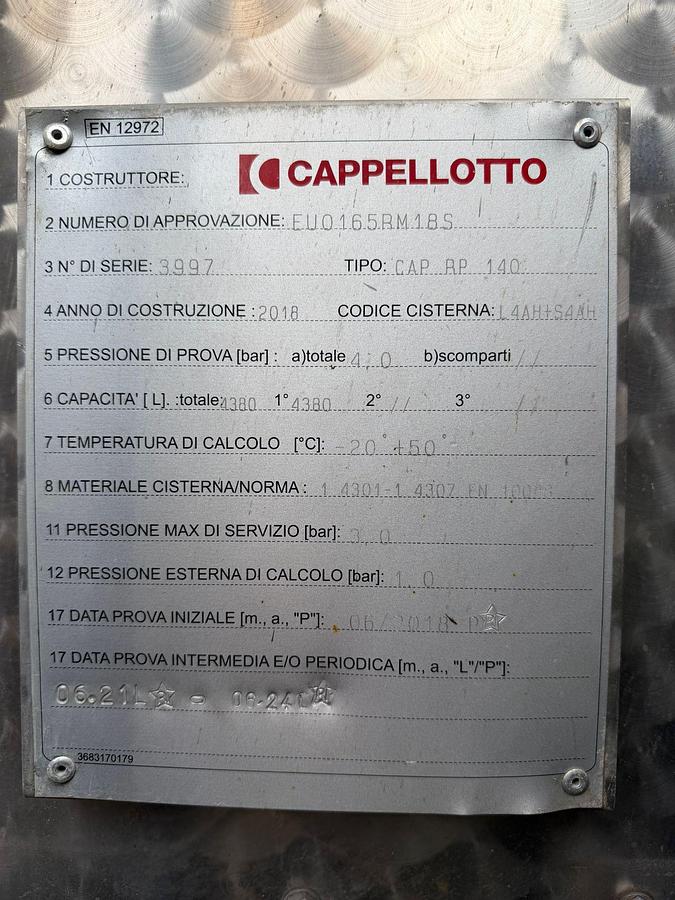 EN 12972
1 COSTRUTTORE: CAPPELLOTTO
2 NUMERO DI APPROVAZIONE: EU0165RM18S
3 N° DI SERIE: 3997 TIPO: CAP RP 140
4 ANNO DI COSTRUZIONE : 2018 CODICE CISTERNA: L4AH+S4AH
5 PRESSIONE DI PROVA [bar] : a)totale 4,0 b)scomparti //
6 CAPACITA' [ L]. :totale: 4380 1° 4380 2° // 3° //
7 TEMPERATURA DI CALCOLO [°C]: -20° +50°
8 MATERIALE CISTERNA/NORMA : 1.4301-1.4307 EN
11 PRESSIONE MAX DI SERVIZIO [bar]: 3,0
12 PRESSIONE ESTERNA DI CALCOLO [bar]: 1,0
17 DATA PROVA INIZIALE [m., a., "P"]: 06/2018 P
17 DATA PROVA INTERMEDIA E/O PERIODICA [m., a., "L"/"P"]:
06.21L - 06.24
3683170179